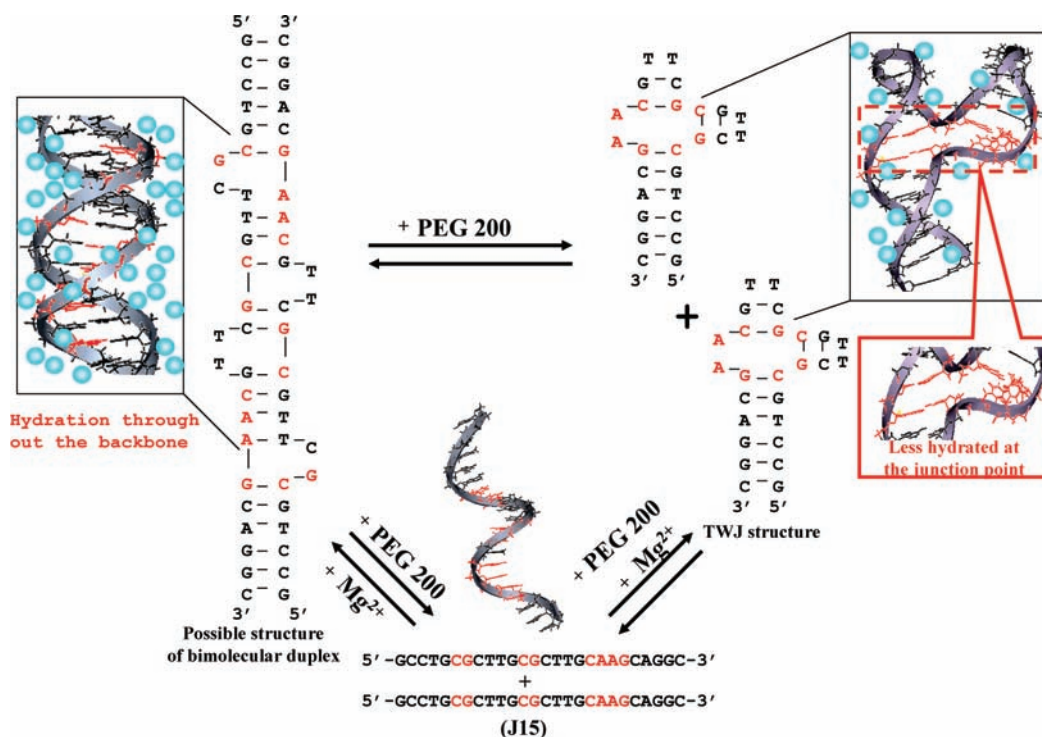 5' 3'
G – C
C – G
C – G
T – A
G – C
C – G
G
C
T A
T A
G – C
C – G
T
T
G C
T C – G
T
G – C
C – G
A – T
A – T
C
G
G – C
C – G
A – T
G – C
G – C
C – G
3' 5'
Possible structure
of bimolecular duplex
Hydration through
out the backbone
+ PEG 200
T T
G C
A C – G C G T
A G C T
G – C
C – G
A – T
G – C
G – C
C – G
3' 5'
+
T T
G C
A C – G C G T
A G C T
G – C
C – G
A – T
G – C
G – C
C – G
3' 5'
TWJ structure
Less hydrated at
the junction point
+ PEG 200
+ Mg2+
+ PEG 200
+ Mg2+
5'-GCCTGCGCTTGCGCTTGCAAGCAGGC-3'
+
5'-GCCTGCGCTTGCGCTTGCAAGCAGGC-3'
(J15)